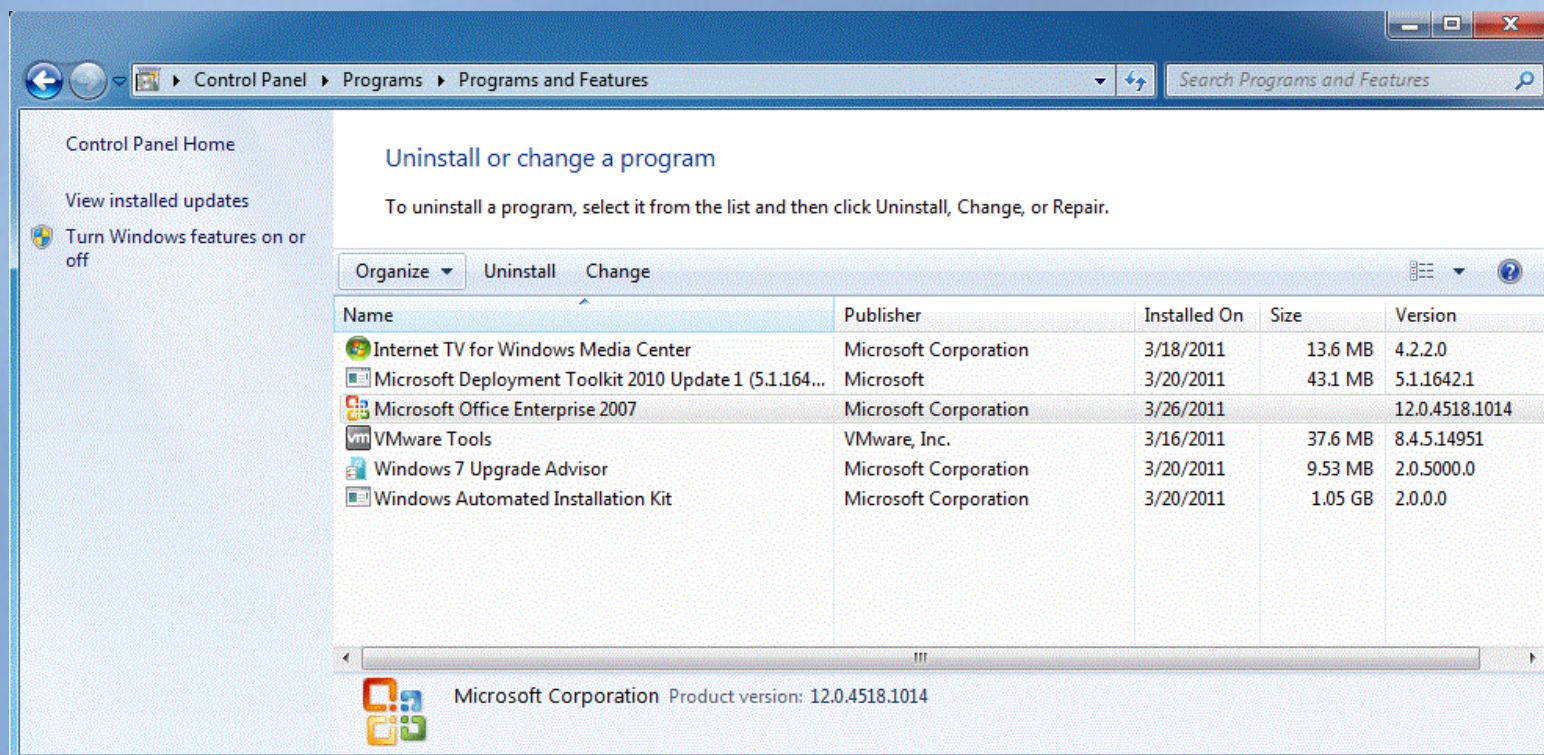 Control Panel Programs Programs and Features Search Programs and Features
Control Panel Home
View installed updates
Turn Windows features on or
off
Uninstall or change a program
To uninstall a program, select it from the list and then click Uninstall, Change, or Repair.
Organize Uninstall Change
Name Publisher Installed On Size Version
Internet TV for Windows Media Center Microsoft Corporation 3/18/2011 13.6 MB 4.2.2.0
Microsoft Deployment Toolkit 2010 Update 1 (5.1.164... Microsoft 3/20/2011 43.1 MB 5.1.1642.1
Microsoft Office Enterprise 2007 Microsoft Corporation 3/26/2011 12.0.4518.1014
vm VMware Tools VMware, Inc. 3/16/2011 37.6 MB 8.4.5.14951
Windows 7 Upgrade Advisor Microsoft Corporation 3/20/2011 9.53 MB 2.0.5000.0
Windows Automated Installation Kit Microsoft Corporation 3/20/2011 1.05 GB 2.0.0.0
Microsoft Corporation Product version: 12.0.4518.1014